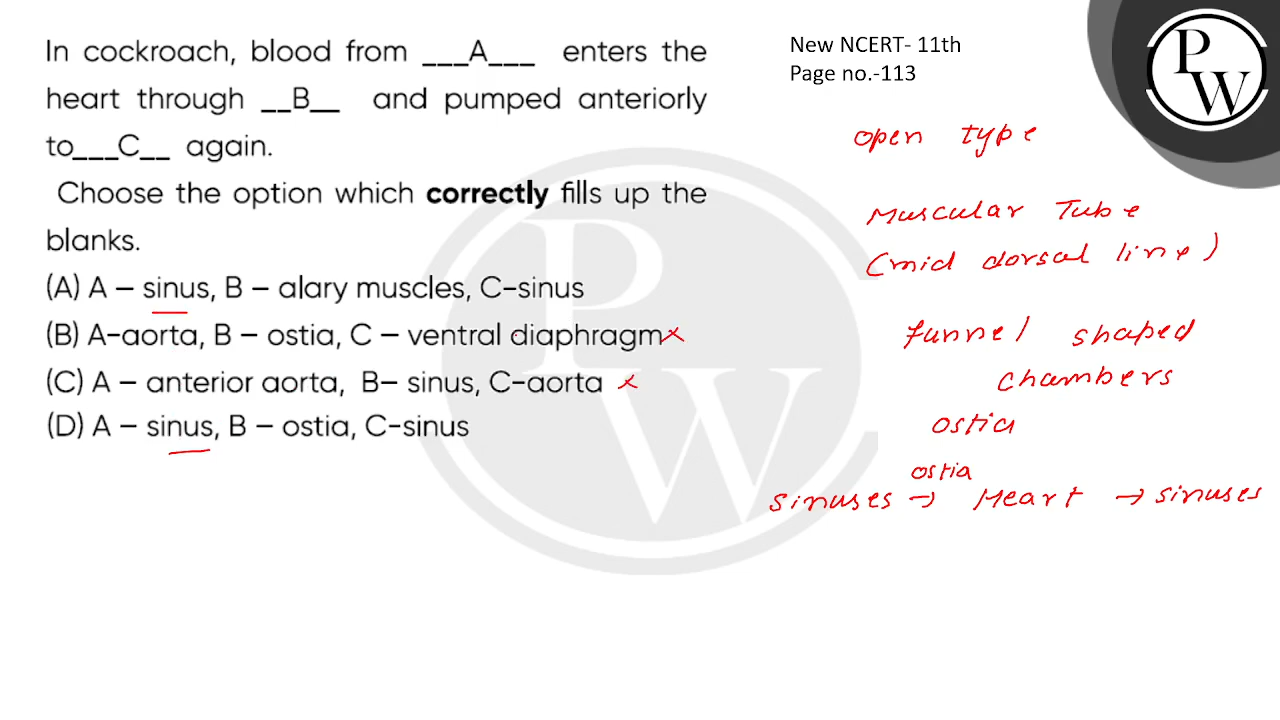 In cockroach, blood from ___A___ enters the
heart through __B__ and pumped anteriorly
to___C__ again.
Choose the option which correctly fills up the
blanks.
(A) A – sinus, B – alary muscles, C-sinus
(B) A-aorta, B – ostia, C – ventral diaphragm
(C) A – anterior aorta, B– sinus, C-aorta
(D) A – sinus, B – ostia, C-sinus
New NCERT- 11th
Page no.-113
open type
Muscular Tube
(mid dorsal line)
funnel shaped
chambers
ostia
ostia
sinuses → Heart → sinuses
P
W
P
W